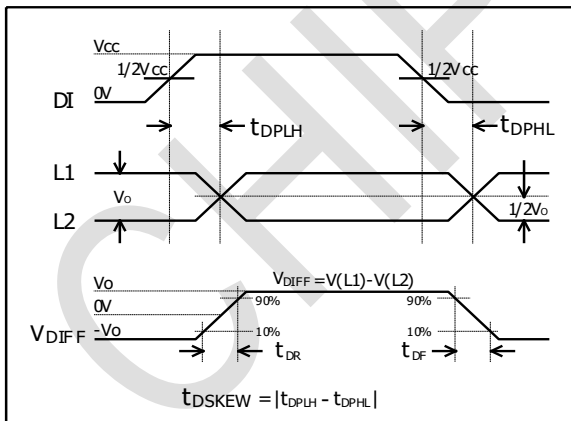 Vcc
1/2Vcc
1/2Vcc
DI
0V
tDPLH
tDPHL
L1
Vo
L2
1/2Vo
VDIFF=V(L1)-V(L2)
Vo
90%
90%
0V
VDIFF
-Vo
10%
10%
tDR
tDF
tDSKEW =|tDPLH - tDPHL|